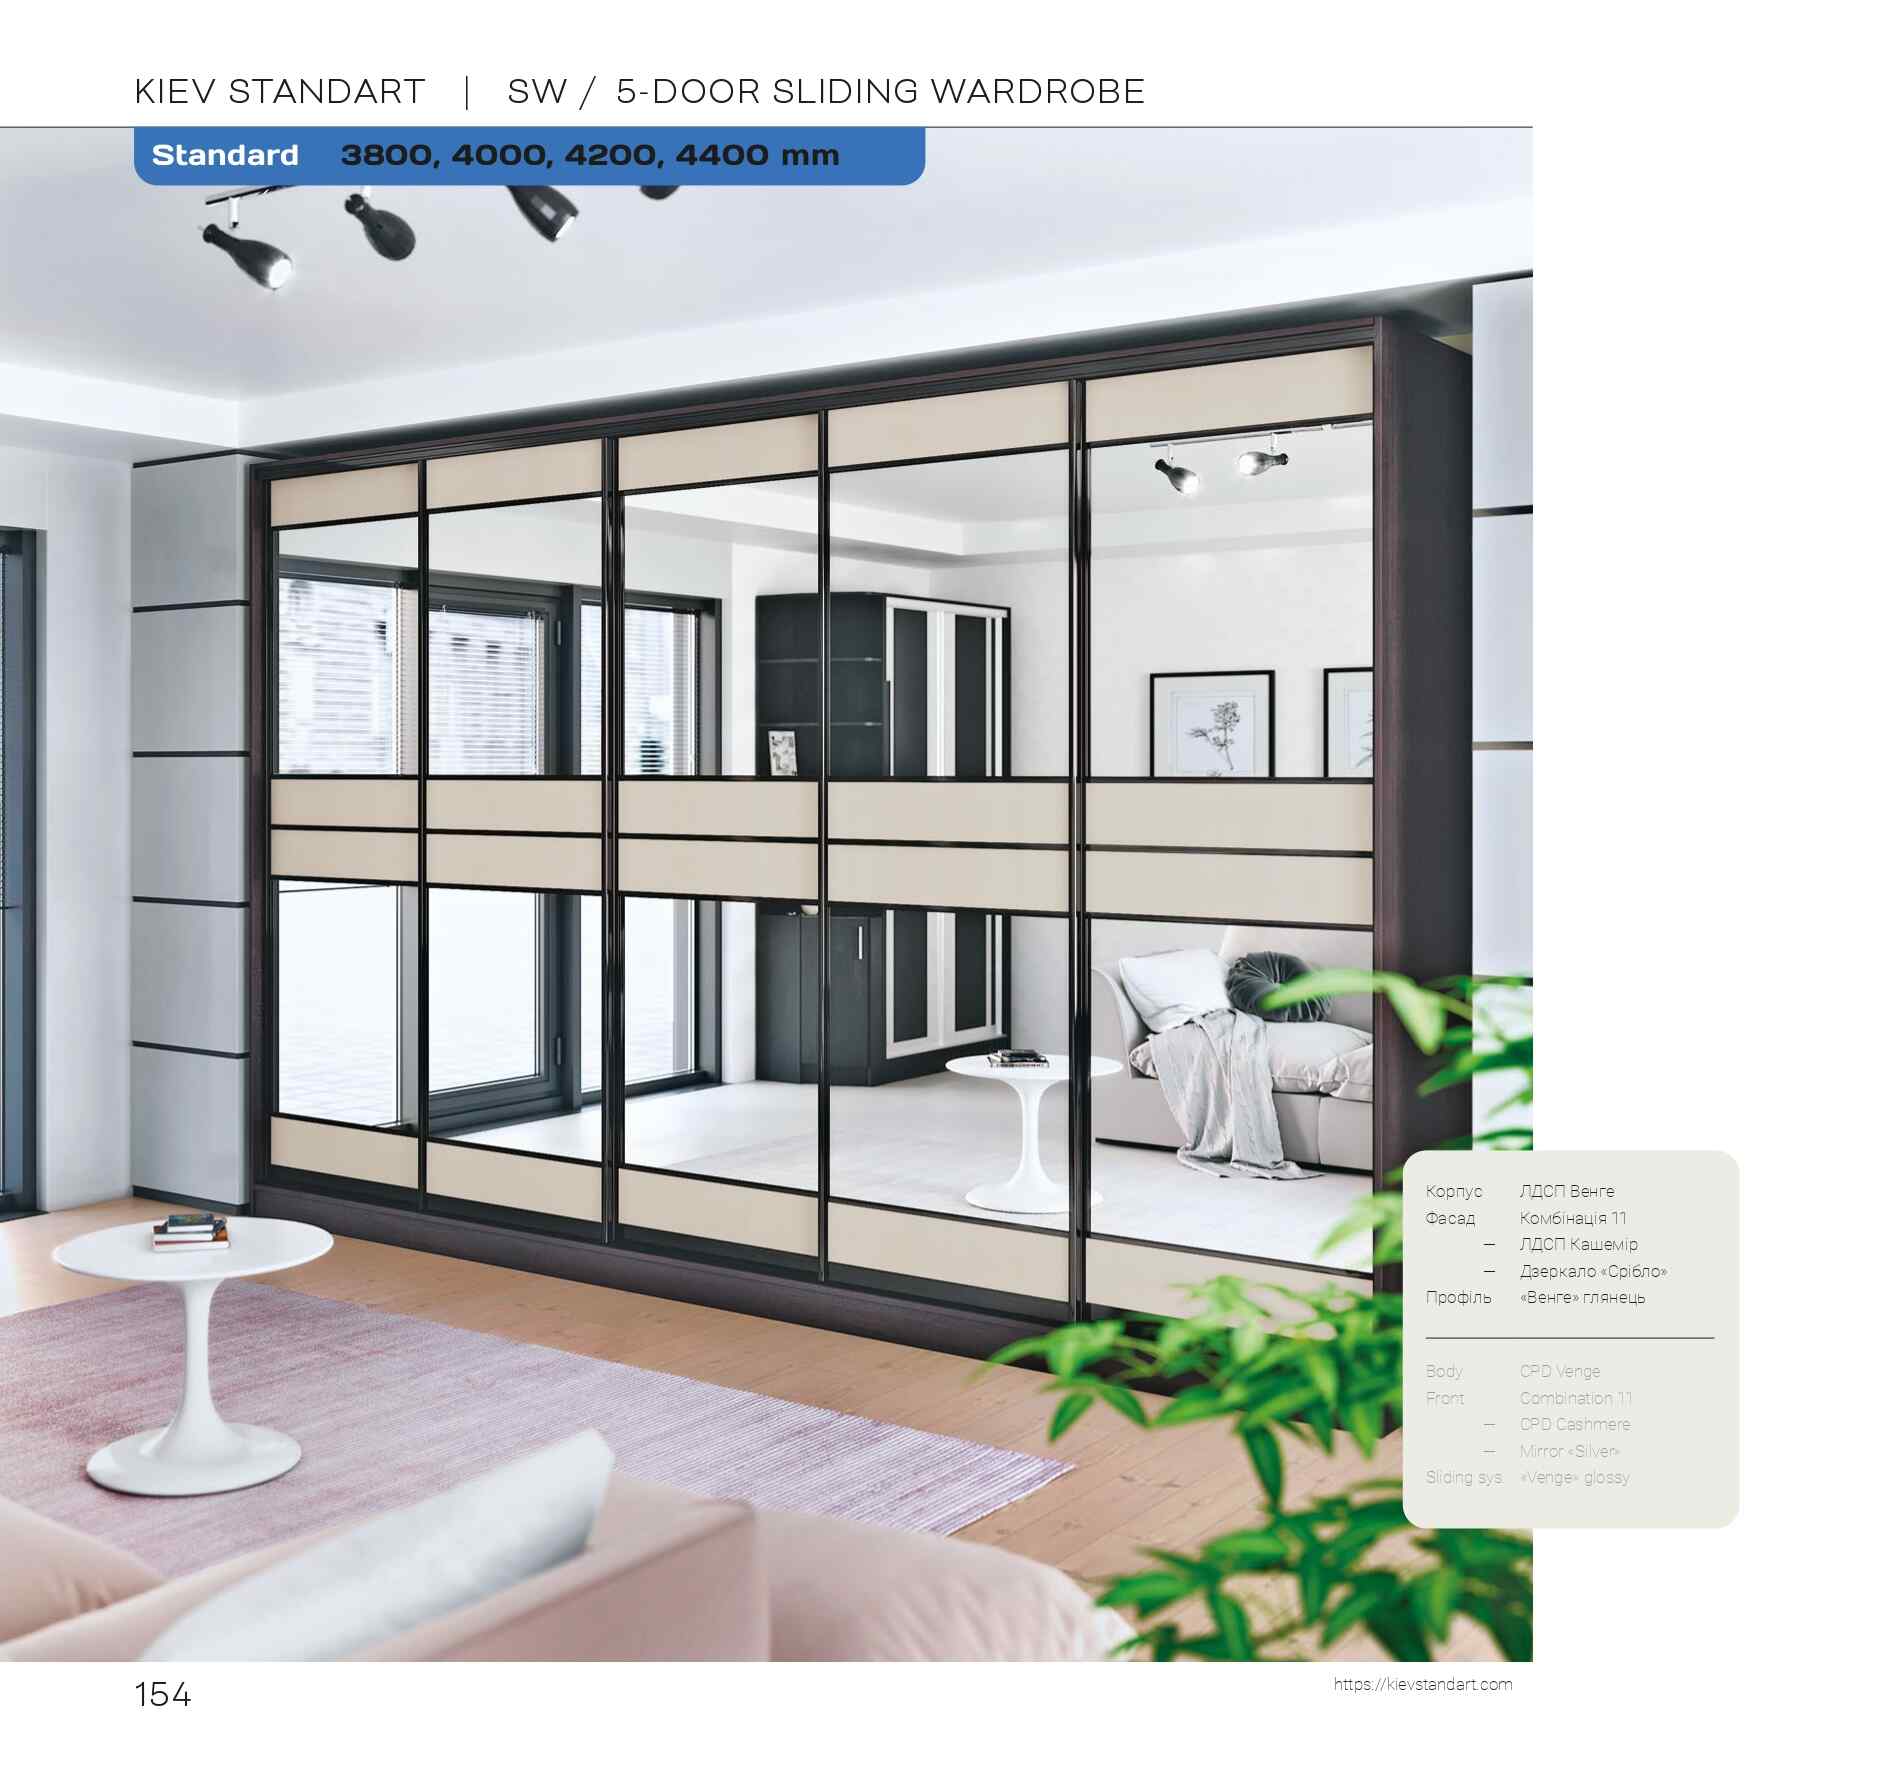 KIEV STANDART | SW / 5-DOOR SLIDING WARDROBE
Standard 3800, 4000, 4200, 4400 mm
Корпус ЛДСП Венге
Фасад Комбінація 11
— ЛДСП Кашемір
— Дзеркало «Срібло»
Профіль «Венге» глянець
Body CPD Venge
Front Combination 11
— CPD Cashmere
— Mirror «Silver»
Sliding sys. «Venge» glossy
154
https://kievstandart.com